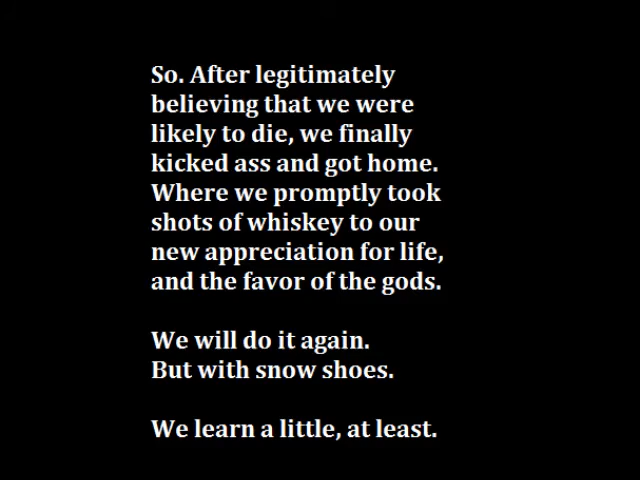 So. After legitimately
believing that we were
likely to die, we finally
kicked ass and got home.
Where we promptly took
shots of whiskey to our
new appreciation for life,
and the favor of the gods.
We will do it again.
But with snow shoes.
We learn a little, at least.